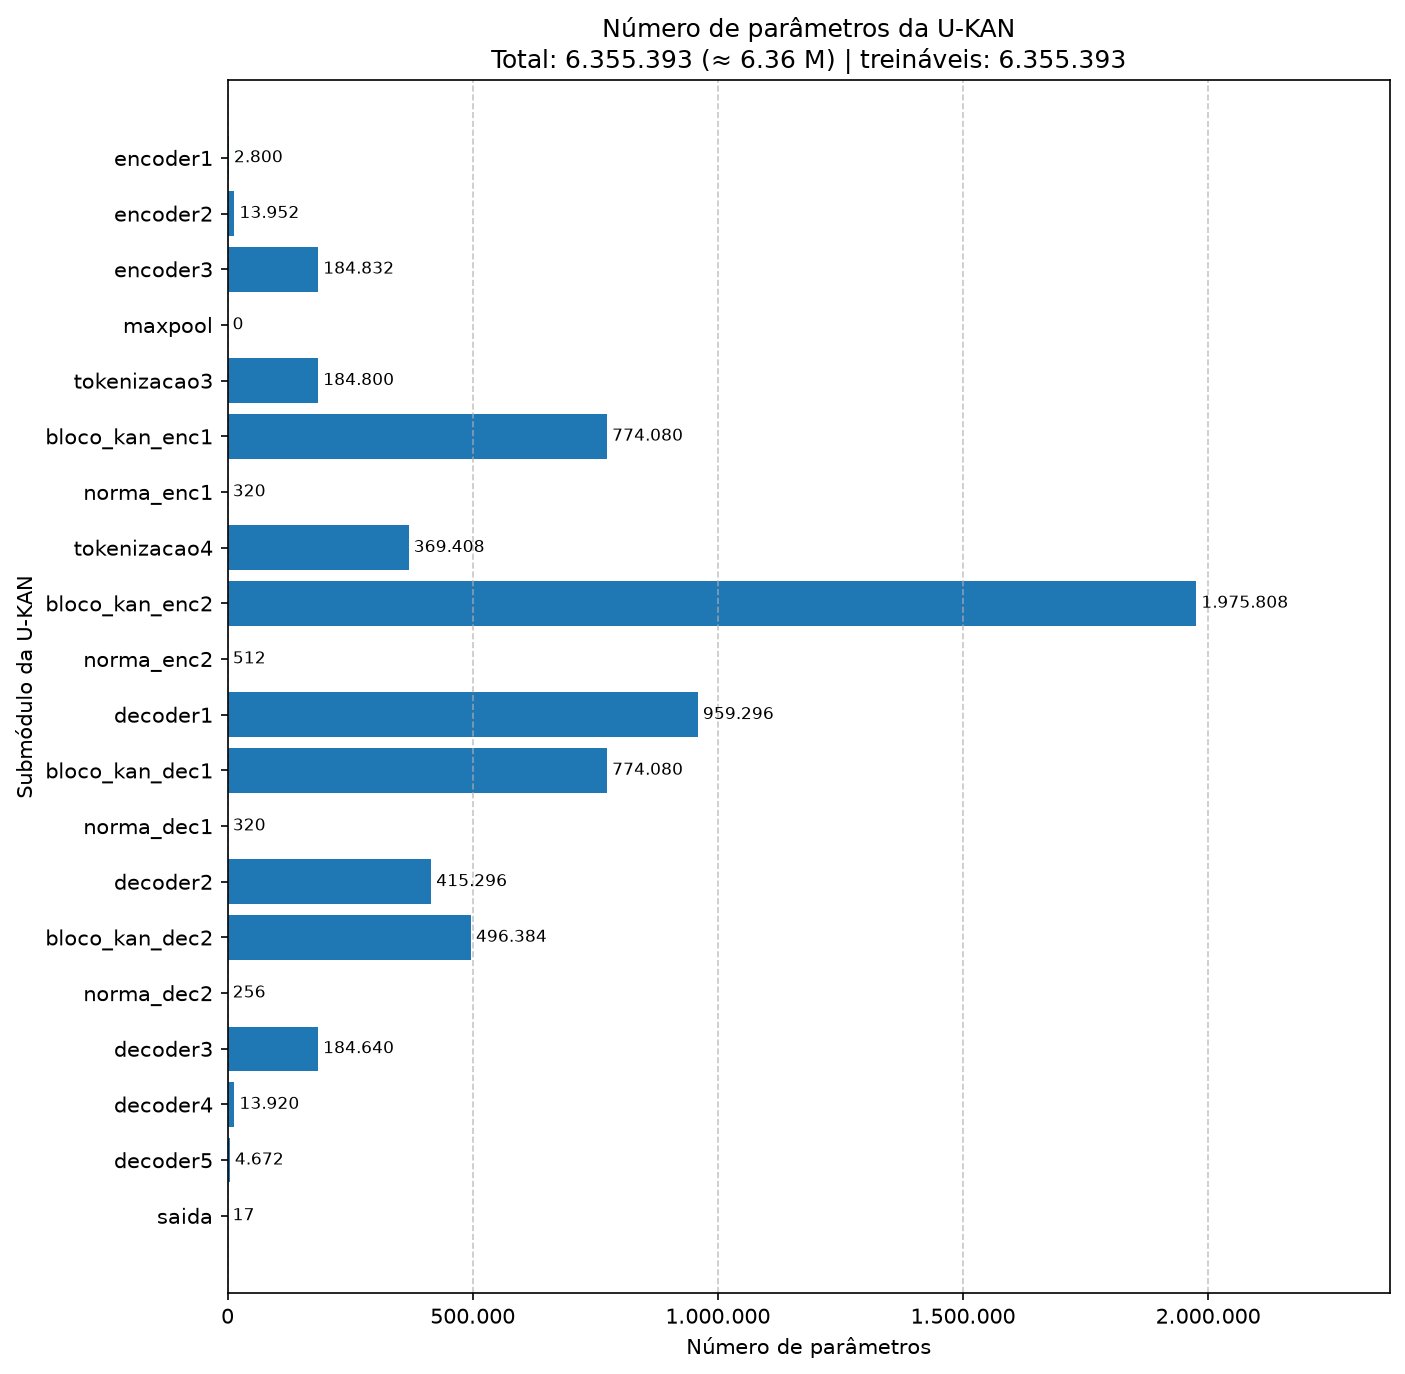 Número de parâmetros da U-KAN
Total: 6.355.393 (≈ 6.36 M) | treináveis: 6.355.393
Submódulo da U-KAN
encoder1 2.800
encoder2 13.952
encoder3 184.832
maxpool 0
tokenizacao3 184.800
bloco_kan_enc1 774.080
norma_enc1 320
tokenizacao4 369.408
bloco_kan_enc2 1.975.808
norma_enc2 512
decoder1 959.296
bloco_kan_dec1 774.080
norma_dec1 320
decoder2 415.296
bloco_kan_dec2 496.384
norma_dec2 256
decoder3 184.640
decoder4 13.920
decoder5 4.672
saida 17
0 500.000 1.000.000 1.500.000 2.000.000
Número de parâmetros